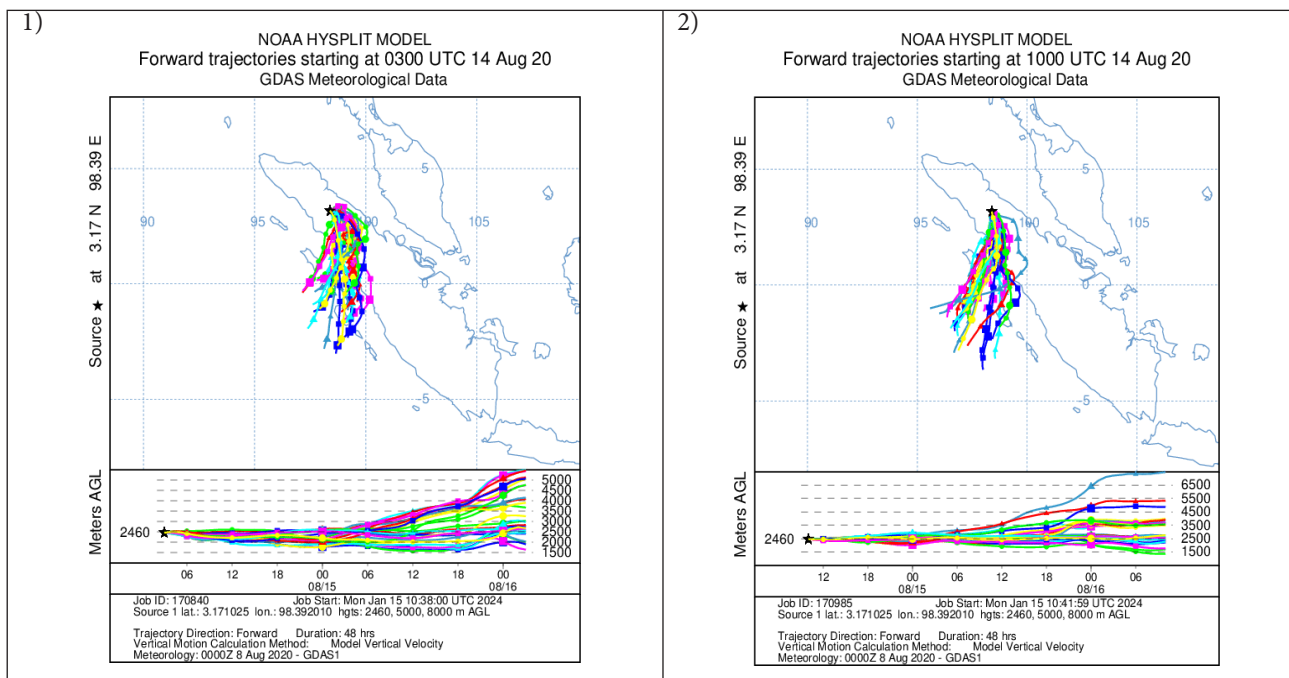 1)
NOAA HYSPLIT MODEL
Forward trajectories starting at 0300 UTC 14 Aug 20
GDAS Meteorological Data
Source ★ at 3.17 N 98.39 E
5
90
95
100
105
0
-5
Meters AGL
2460
5000
4500
4000
3500
3000
2500
2000
1500
06 12 18 00 06 12 18 00
08/15 08/16
Job ID: 170840 Job Start: Mon Jan 15 10:38:00 UTC 2024
Source 1 lat.: 3.171025 lon.: 98.392010 hgts: 2460, 5000, 8000 m AGL
Trajectory Direction: Forward Duration: 48 hrs
Vertical Motion Calculation Method: Model Vertical Velocity
Meteorology: 0000Z 8 Aug 2020 - GDAS1
2)
NOAA HYSPLIT MODEL
Forward trajectories starting at 1000 UTC 14 Aug 20
GDAS Meteorological Data
Source ★ at 3.17 N 98.39 E
5
90
95
100
105
0
-5
Meters AGL
2460
6500
5500
4500
3500
2500
1500
12 18 00 06 12 18 00 06
08/15 08/16
Job ID: 170985 Job Start: Mon Jan 15 10:41:59 UTC 2024
Source 1 lat.: 3.171025 lon.: 98.392010 hgts: 2460, 5000, 8000 m AGL
Trajectory Direction: Forward Duration: 48 hrs
Vertical Motion Calculation Method: Model Vertical Velocity
Meteorology: 0000Z 8 Aug 2020 - GDAS1